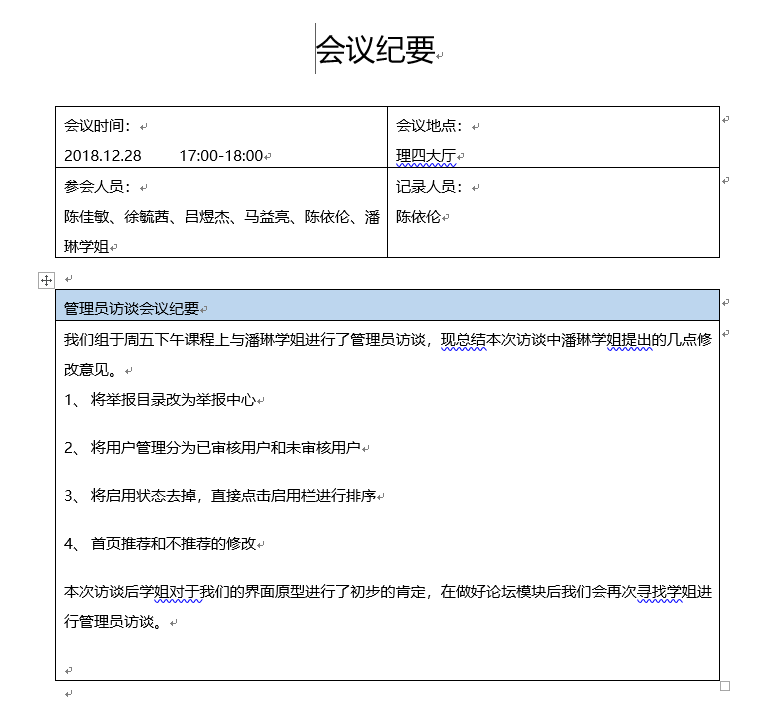 会议纪要
会议时间：
2018.12.28 17:00-18:00
会议地点：
理四大厅
参会人员：
陈佳敏、徐毓茜、吕煜杰、马益亮、陈依伦、潘
琳学姐
记录人员：
陈依伦
管理员访谈会议纪要
我们组于周五下午课程上与潘琳学姐进行了管理员访谈，现总结本次访谈中潘琳学姐提出的几点修
改意见。
1、 将举报目录改为举报中心
2、 将用户管理分为已审核用户和未审核用户
3、 将启用状态去掉，直接点击启用栏进行排序
4、 首页推荐和不推荐的修改
本次访谈后学姐对于我们的界面原型进行了初步的肯定，在做好论坛模块后我们会再次寻找学姐进
行管理员访谈。